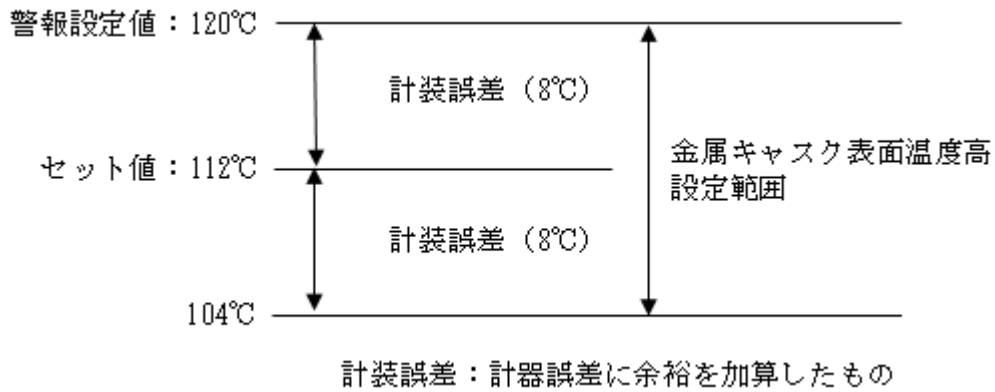 警報設定値：120℃
計装誤差（8℃）
セット値：112℃
金属キャスク表面温度高
設定範囲
計装誤差（8℃）
104℃
計装誤差：計器誤差に余裕を加算したもの